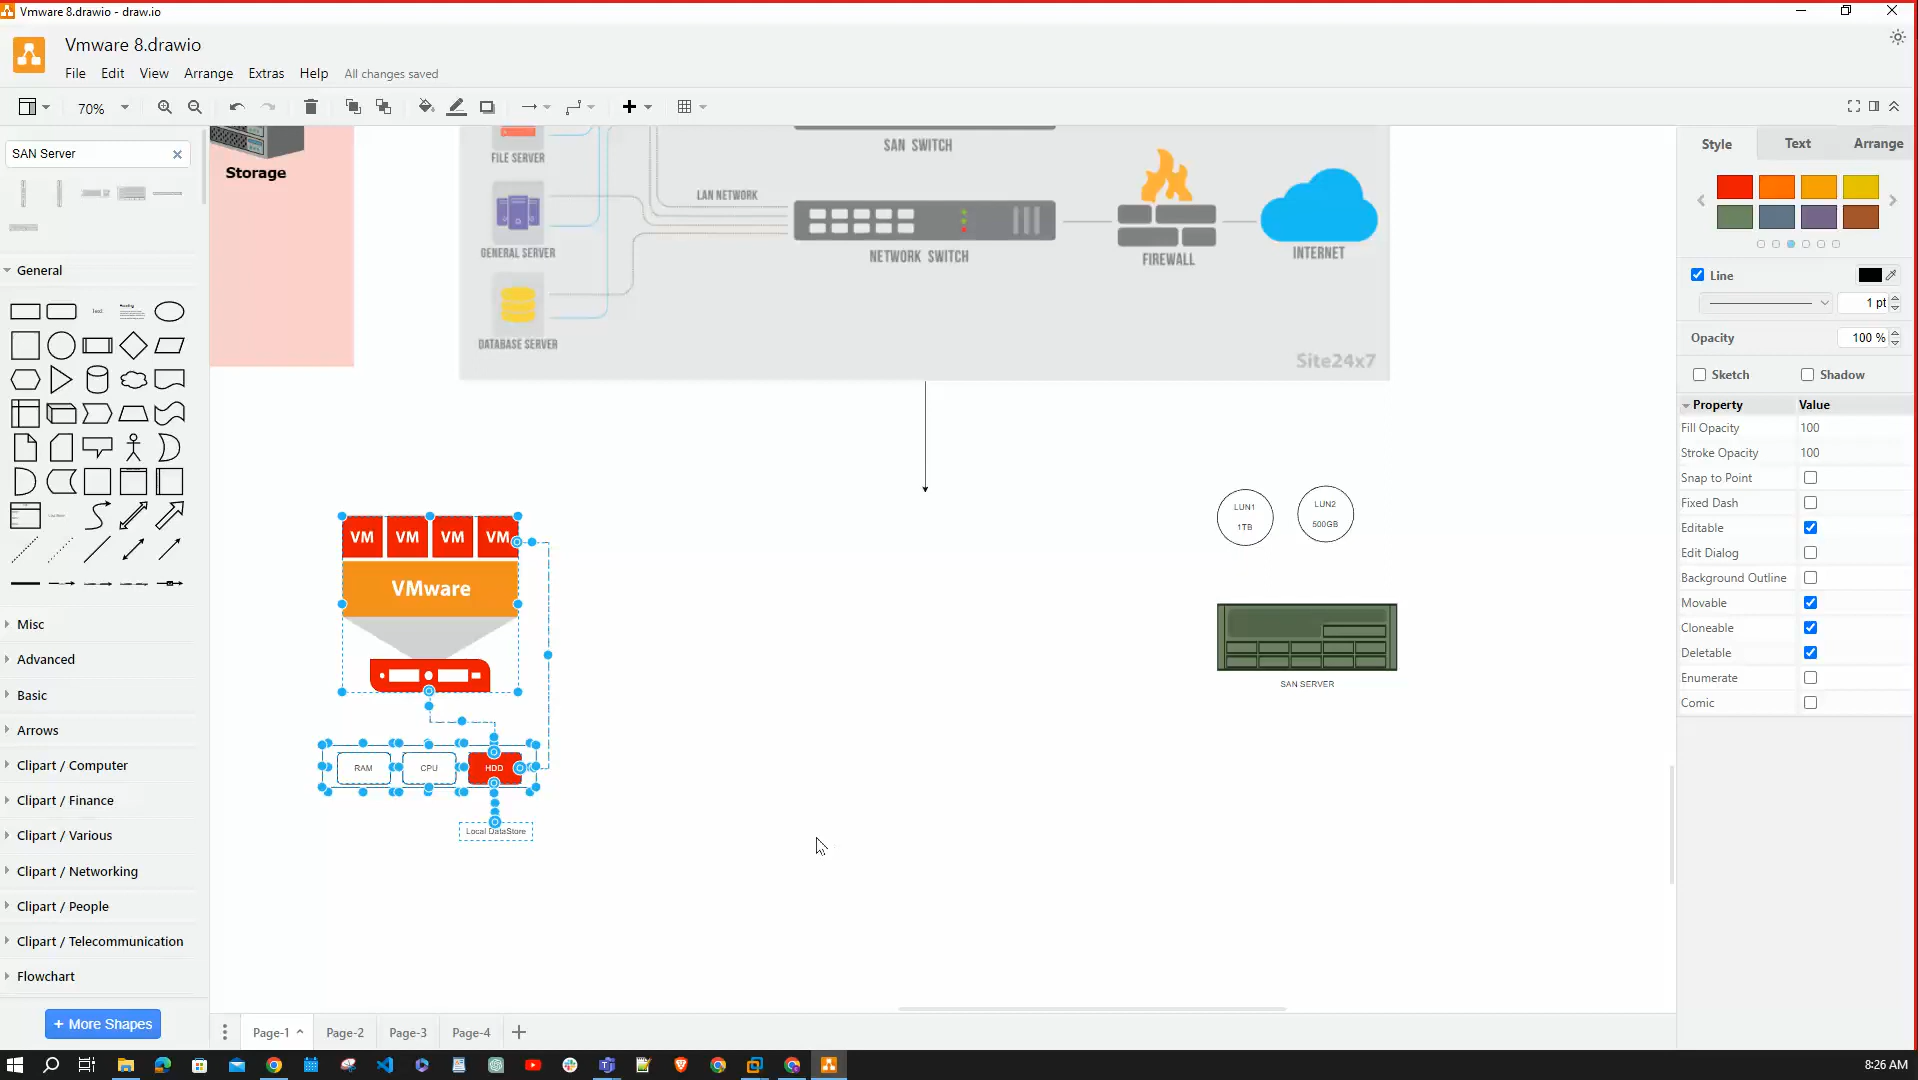 Vmware 8.drawio - draw.io
Vmware 8.drawio
File Edit View Arrange Extras Help All changes saved
70%
SAN Server
General
Text
Heading
Misc
Advanced
Basic
Arrows
Clipart / Computer
Clipart / Finance
Clipart / Various
Clipart / Networking
Clipart / People
Clipart / Telecommunication
Flowchart
+ More Shapes
Storage
FILE SERVER
GENERAL SERVER
DATABASE SERVER
LAN NETWORK
SAN SWITCH
NETWORK SWITCH
FIREWALL
INTERNET
Site24x7
VM VM VM VM
VMware
RAM CPU HDD
Local DataStore
LUN1
1TB
LUN2
500GB
SAN SERVER
Style Text Arrange
Line
1 pt
Opacity 100 %
Sketch Shadow
Property Value
Fill Opacity 100
Stroke Opacity 100
Snap to Point
Fixed Dash
Editable
Edit Dialog
Background Outline
Movable
Cloneable
Deletable
Enumerate
Comic
Page-1 Page-2 Page-3 Page-4
8:26 AM